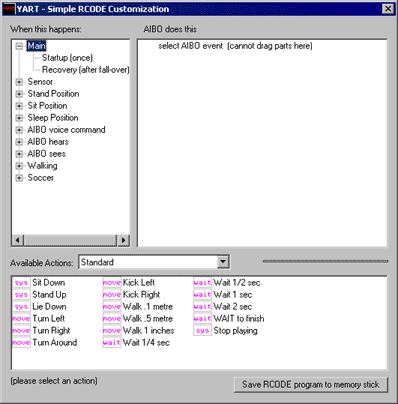 YART - Simple RCODE Customization
When this happens:
AIBO does this
Main
Startup (once)
Recovery (after fall-over)
Sensor
Stand Position
Sit Position
Sleep Position
AIBO voice command
AIBO hears
AIBO sees
Walking
Soccer
select AIBO event (cannot drag parts here)
Available Actions: Standard
sys Sit Down
sys Stand Up
sys Lie Down
move Turn Left
move Turn Right
move Turn Around
move Kick Left
move Kick Right
move Walk .1 metre
move Walk .5 metre
move Walk 1 inches
wait Wait 1/4 sec
wait Wait 1/2 sec
wait Wait 1 sec
wait Wait 2 sec
wait WAIT to finish
sys Stop playing
(please select an action)
Save RCODE program to memory stick